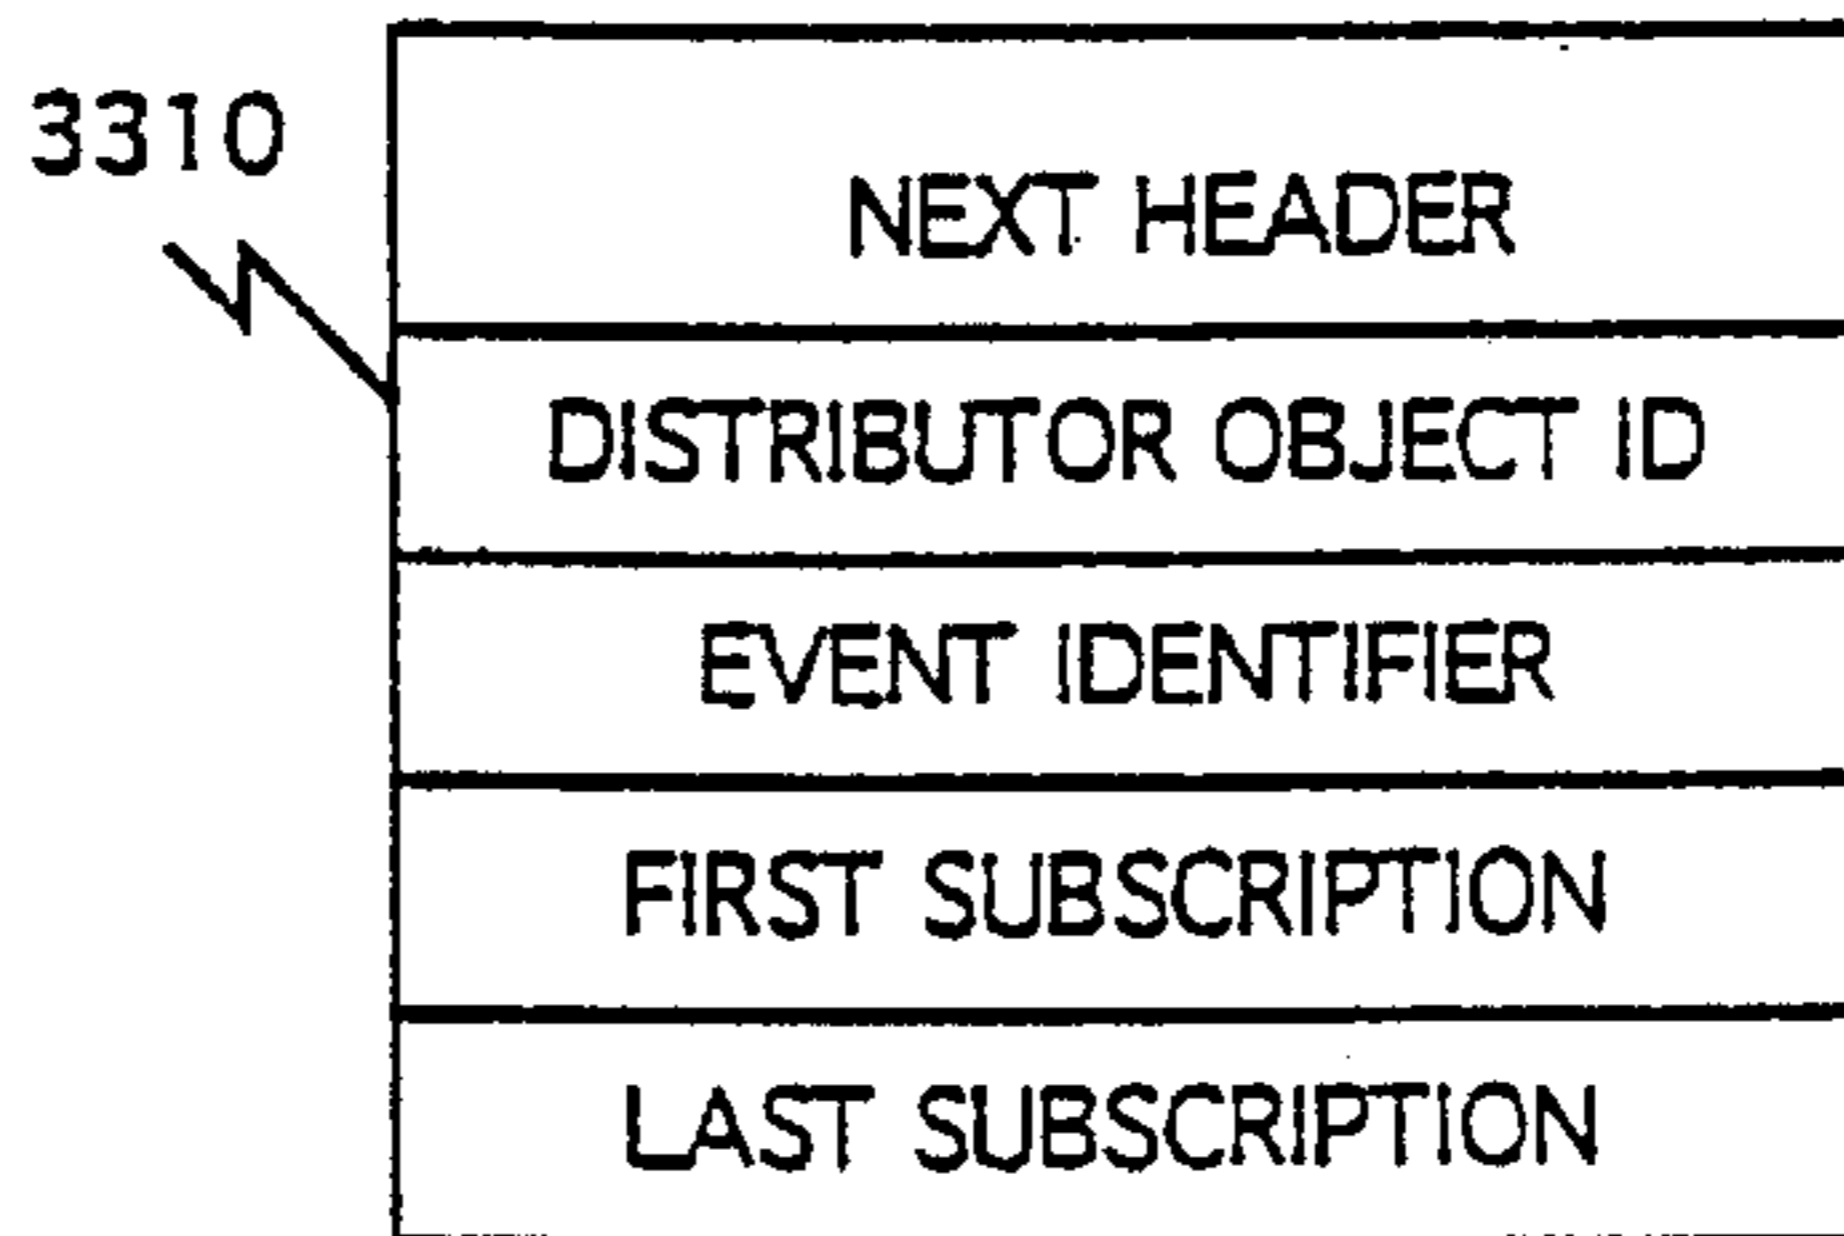 3310
NEXT HEADER
DISTRIBUTOR OBJECT ID
EVENT IDENTIFIER
FIRST SUBSCRIPTION
LAST SUBSCRIPTION